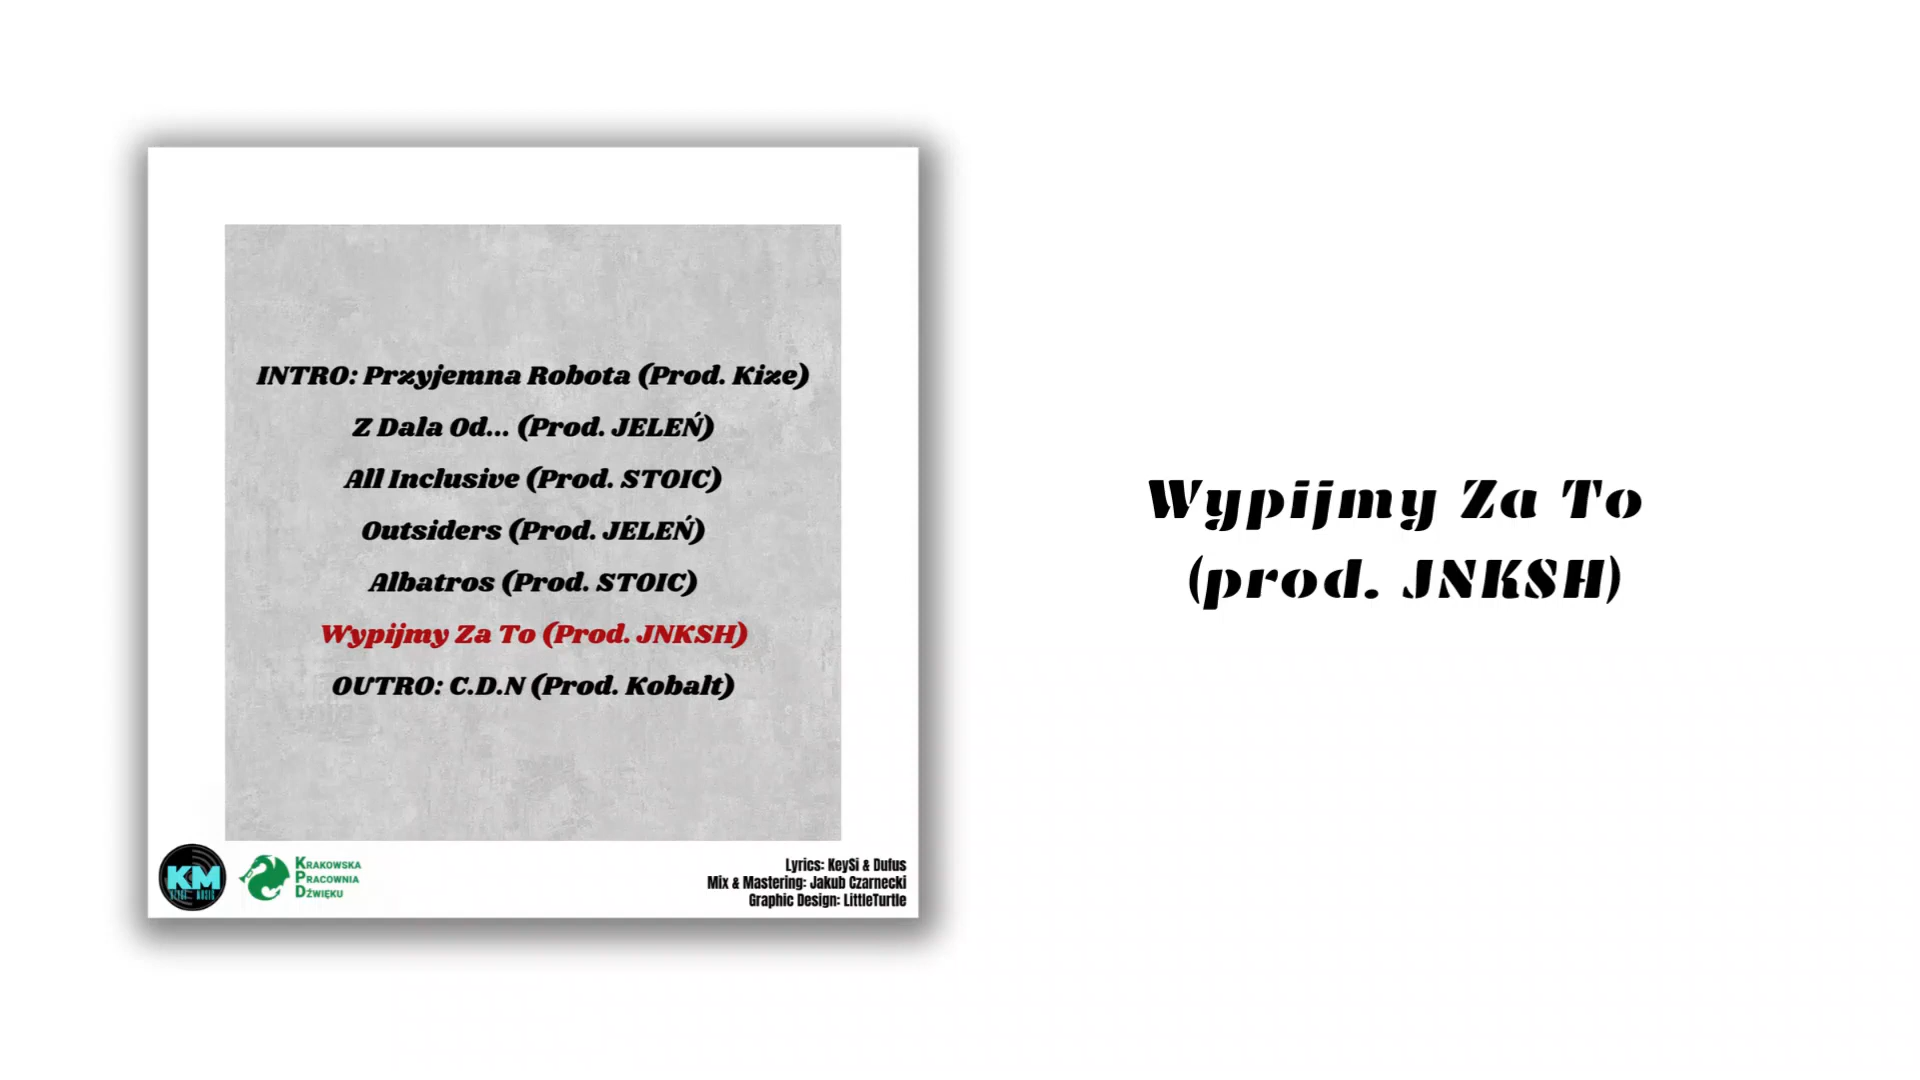 INTRO: Przyjemna Robota (Prod. Kize)
Z Dala Od... (Prod. JELEŃ)
All Inclusive (Prod. STOIC)
Outsiders (Prod. JELEŃ)
Albatros (Prod. STOIC)
Wypijmy Za To (Prod. JNKSH)
OUTRO: C.D.N (Prod. Kobalt)
KM
KRAKOWSKA
PRACOWNIA
DŹWIĘKU
Lyrics: KeySi & Dufus
Mix & Mastering: Jakub Czarnecki
Graphic Design: LittleTurtle
Wypijmy Za To
(prod. JNKSH)